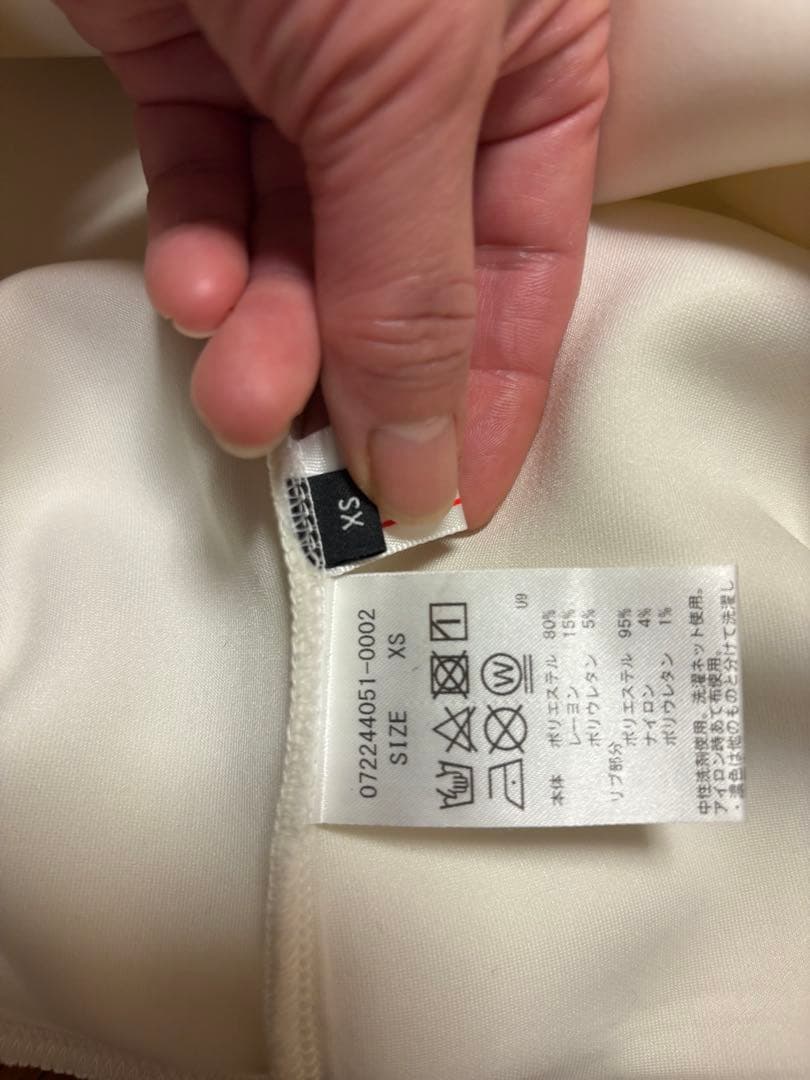 XS
072244051-0002
SIZE XS
W
U9
本体 ポリエステル 80%
レーヨン 15%
ポリウレタン 5%
リブ部分
ポリエステル 95%
ナイロン 4%
ポリウレタン 1%
中性洗剤使用。洗濯ネット使用。
アイロン時あて布使用。
・濃色は他のものと分けて洗濯し